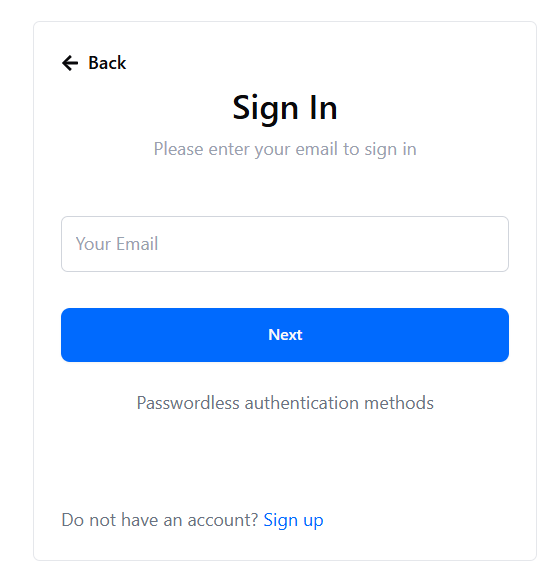 Back
Sign In
Please enter your email to sign in
Your Email
Next
Passwordless authentication methods
Do not have an account? Sign up